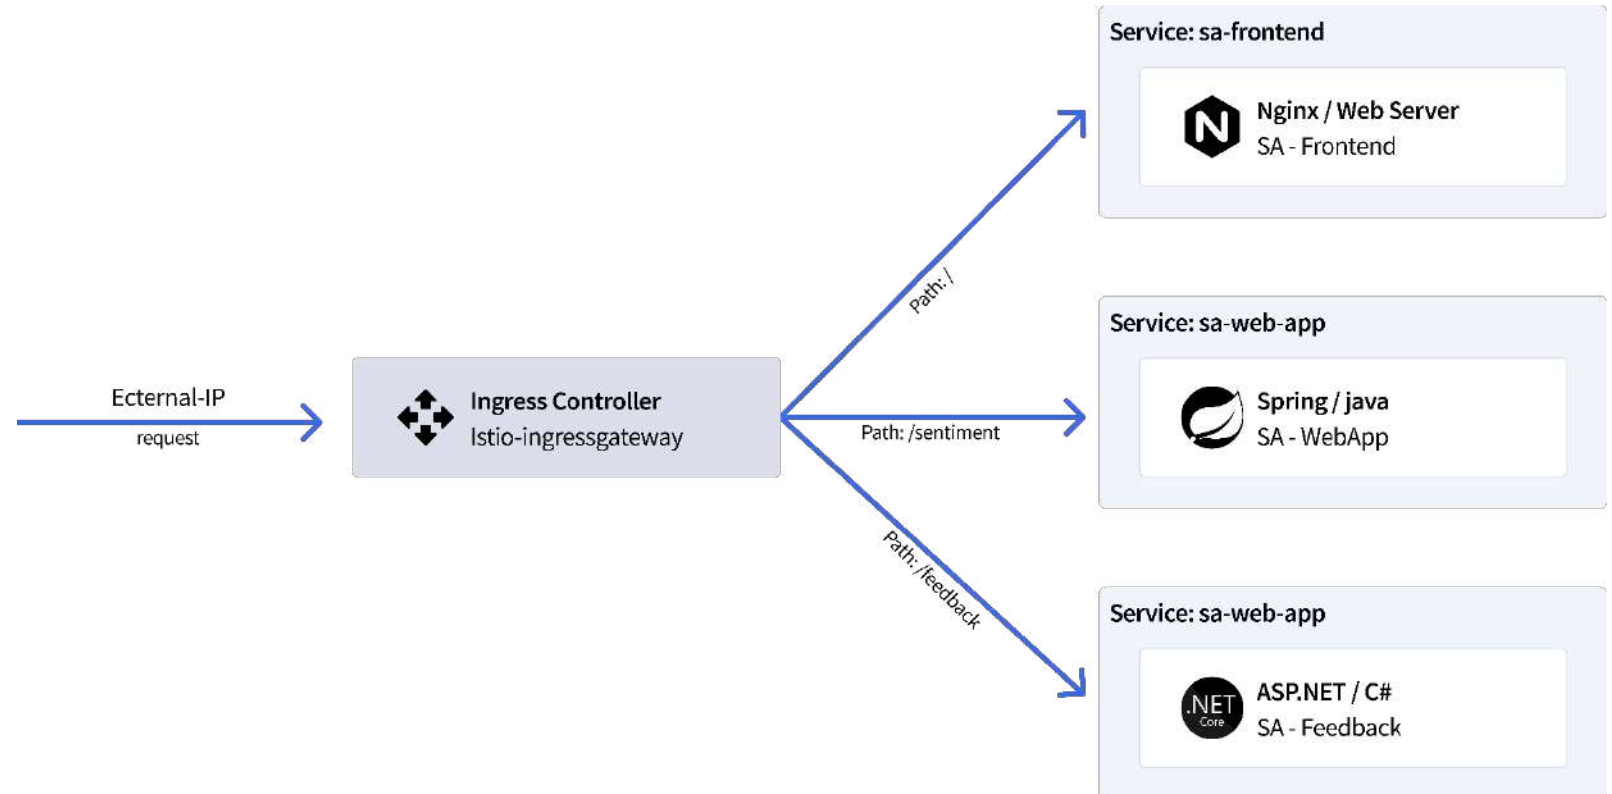 Ecternal-IP
request
Ingress Controller
Istio-ingressgateway
Path: /
Path: /sentiment
Path: /feedback
Service: sa-frontend
N
Nginx / Web Server
SA - Frontend
Service: sa-web-app
Spring / java
SA - WebApp
Service: sa-web-app
.NET
Core
ASP.NET / C#
SA - Feedback